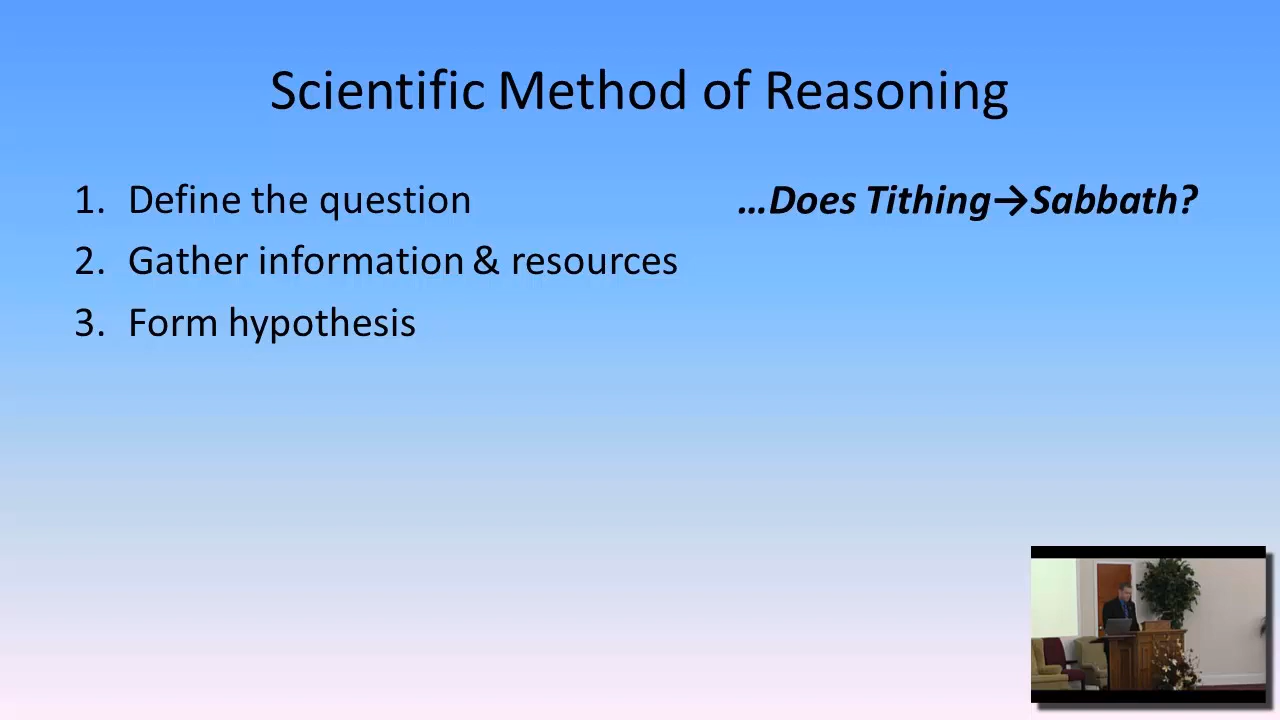 Scientific Method of Reasoning
1. Define the question …Does Tithing→Sabbath?
2. Gather information & resources
3. Form hypothesis